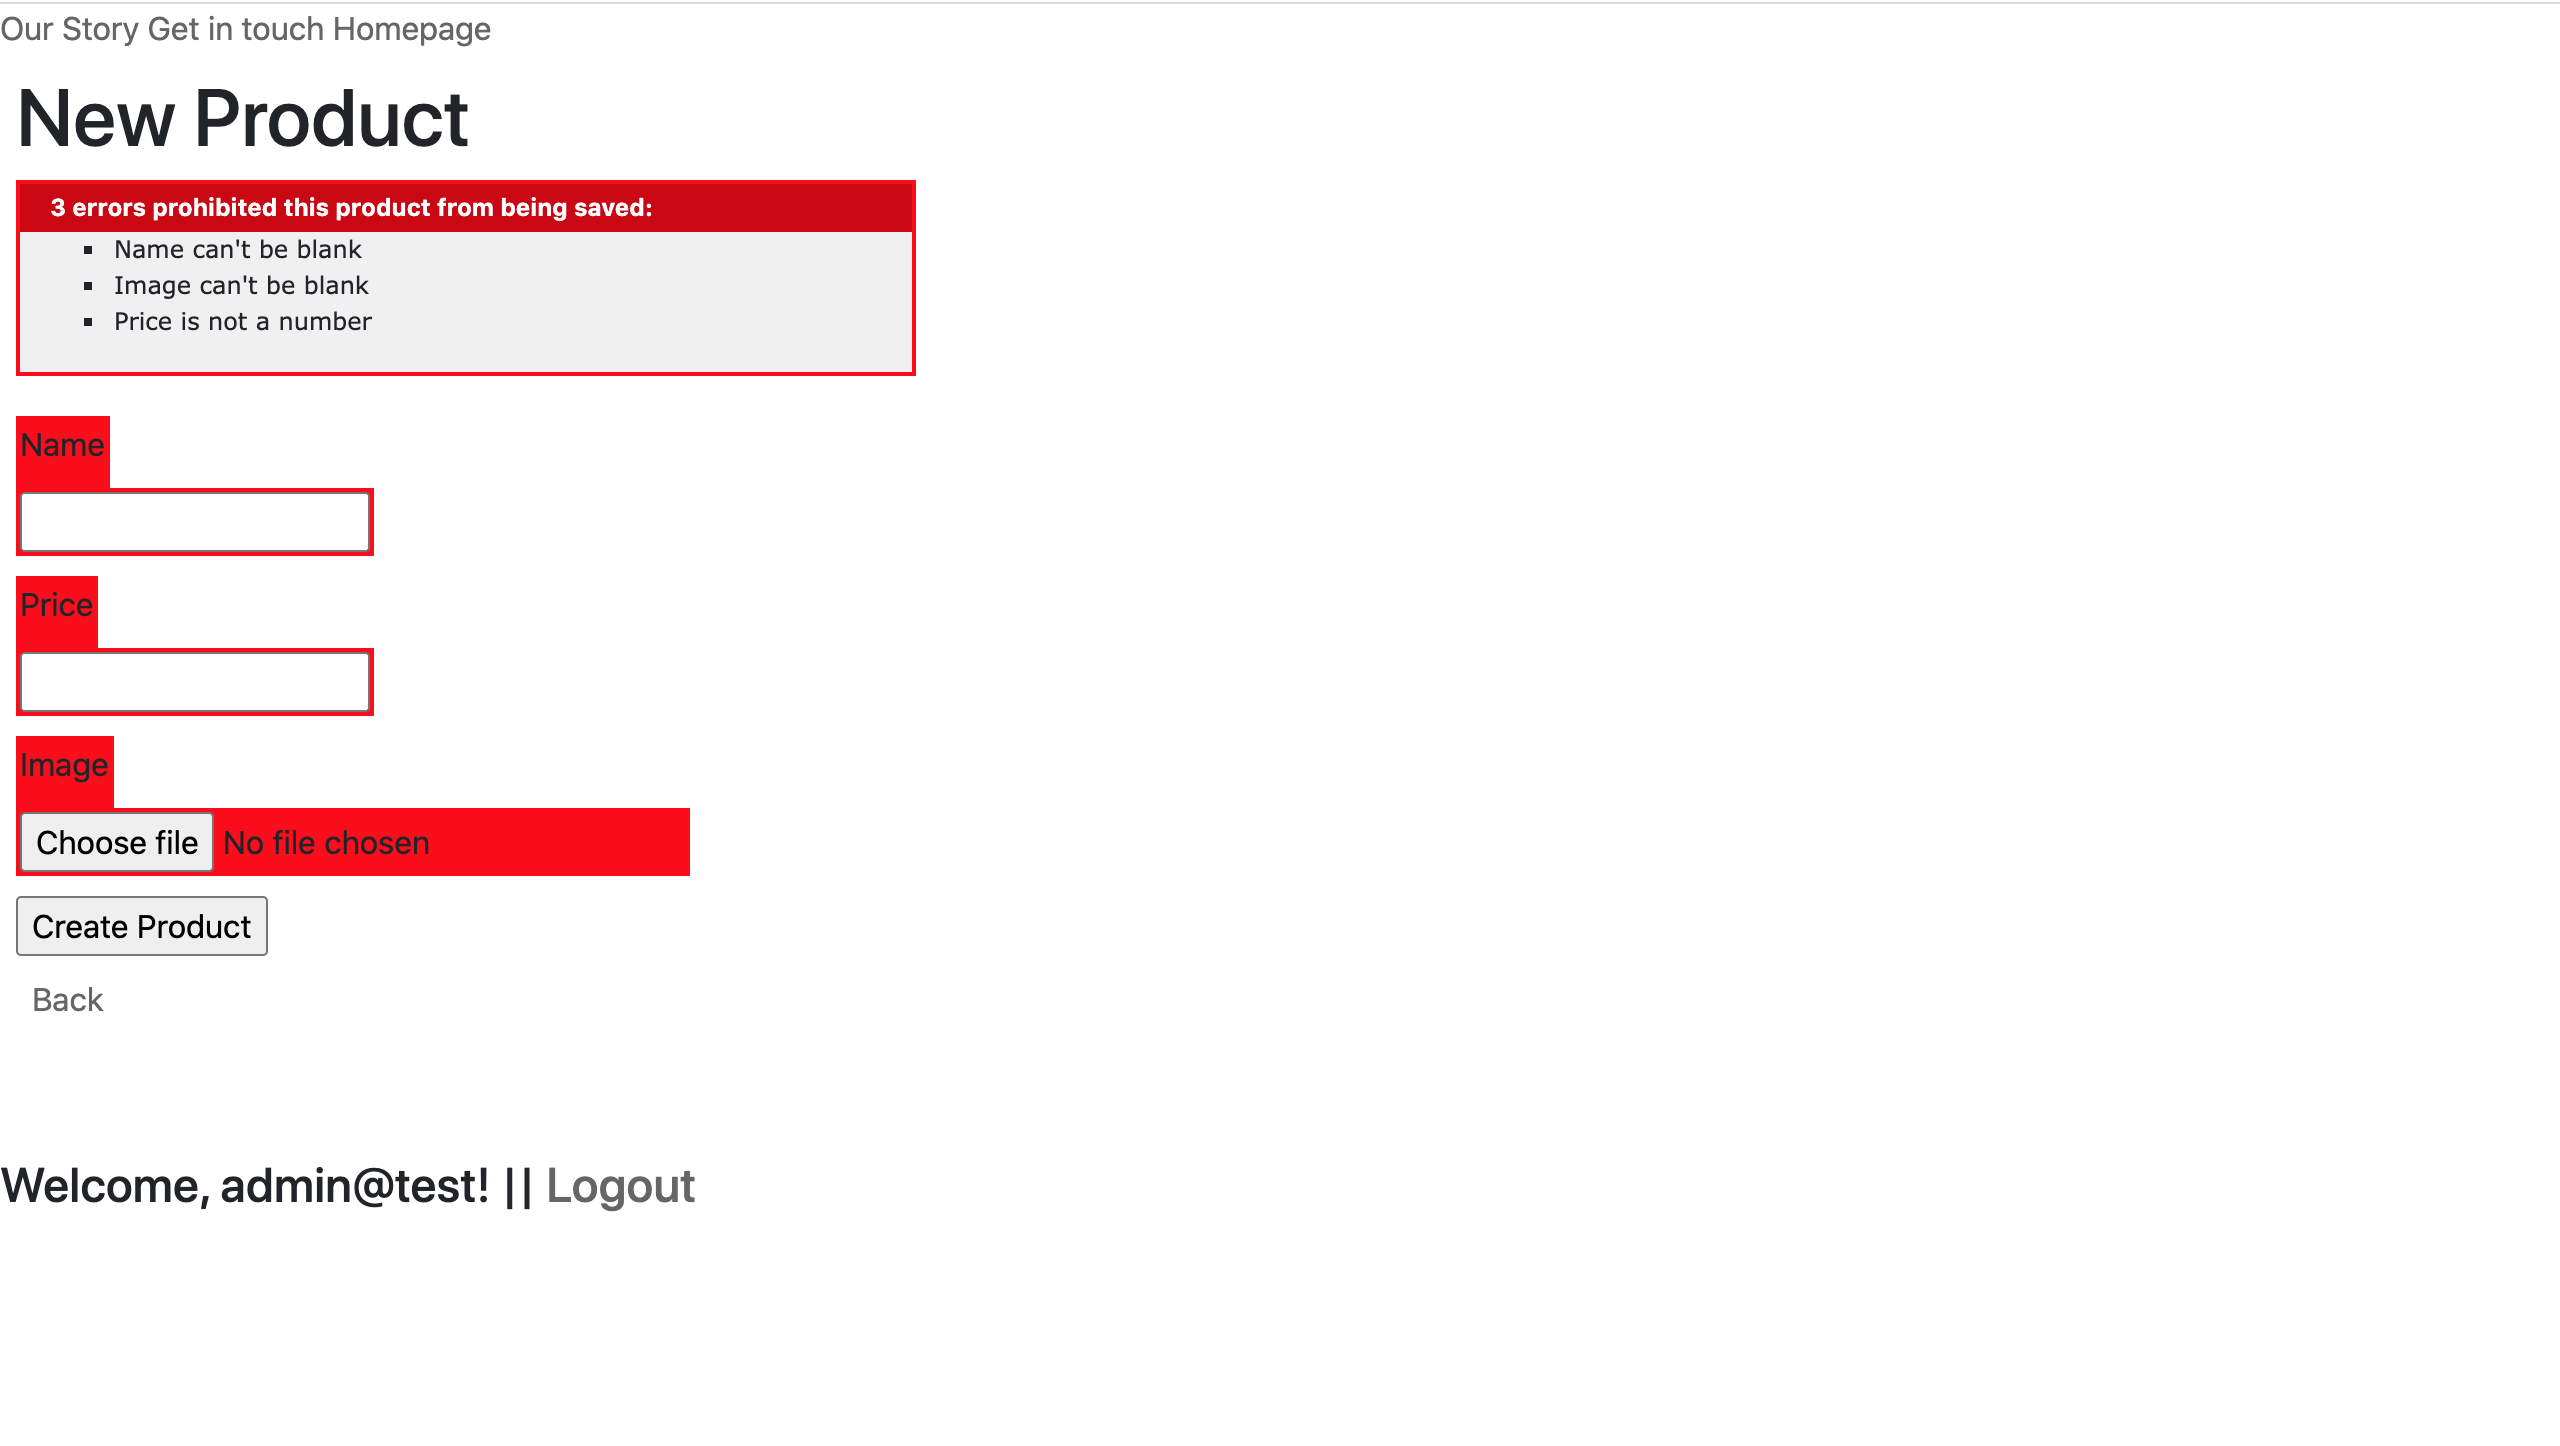 Our Story Get in touch Homepage
New Product
3 errors prohibited this product from being saved:
Name can't be blank
Image can't be blank
Price is not a number
Name
Price
Image
Choose file No file chosen
Create Product
Back
Welcome, admin@test! || Logout